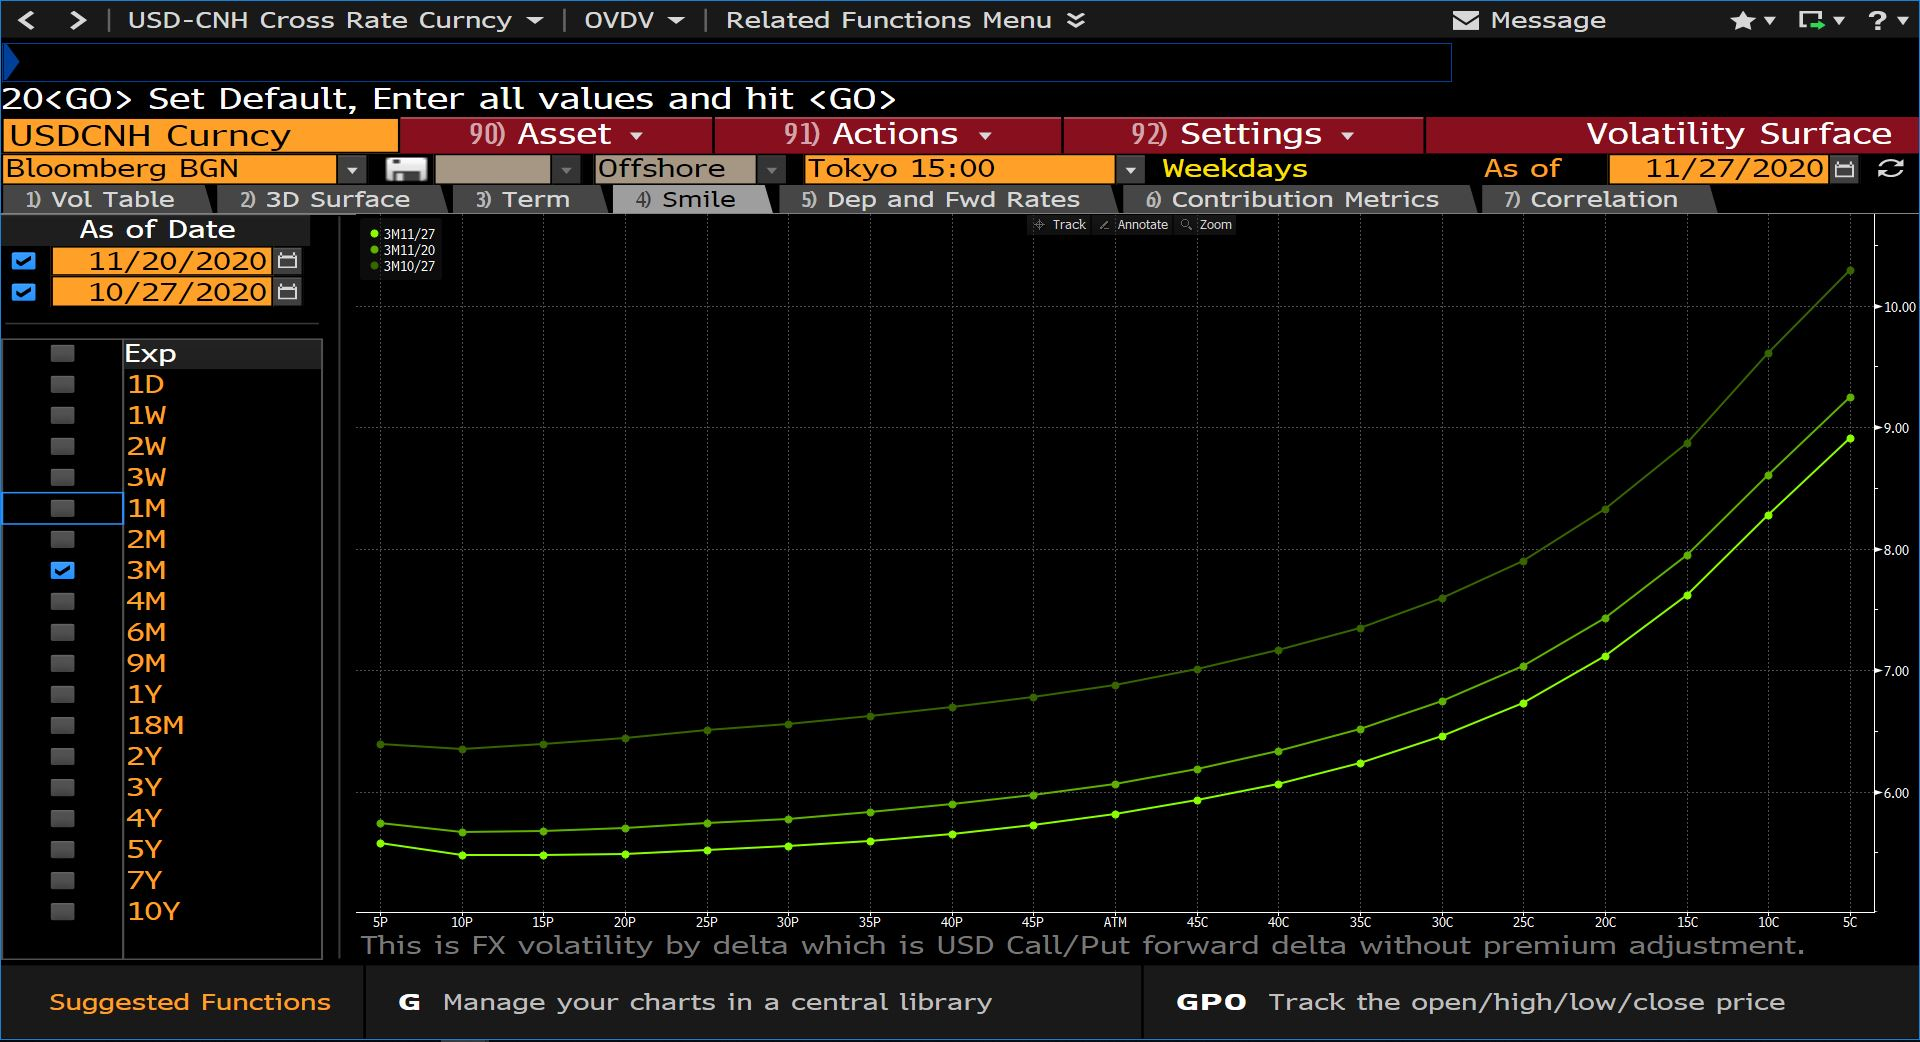 USD-CNH Cross Rate Curncy OVDV Related Functions Menu Message ?
20<GO> Set Default, Enter all values and hit <GO>
USDCNH Curncy 90) Asset 91) Actions 92) Settings Volatility Surface
Bloomberg BGN Offshore Tokyo 15:00 Weekdays As of 11/27/2020
1) Vol Table 2) 3D Surface 3) Term 4) Smile 5) Dep and Fwd Rates 6) Contribution Metrics 7) Correlation
As of Date
11/20/2020
10/27/2020
Exp
1D
1W
2W
3W
1M
2M
3M
4M
6M
9M
1Y
18M
2Y
3Y
4Y
5Y
7Y
10Y
Track Annotate Zoom
3M11/27
3M11/20
3M10/27
10.00
9.00
8.00
7.00
6.00
5P 10P 15P 20P 25P 30P 35P 40P 45P ATM 45C 40C 35C 30C 25C 20C 15C 10C 5C
This is FX volatility by delta which is USD Call/Put forward delta without premium adjustment.
Suggested Functions G Manage your charts in a central library GPO Track the open/high/low/close price